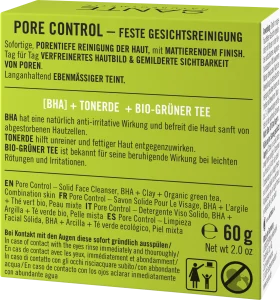 SANTE
PORE CONTROL – FESTE GESICHTSREINIGUNG
Sofortige, PORENTIEFE REINIGUNG DER HAUT, mit MATTIERENDEM FINISH.
Tag für Tag VERFREINERTES HAUTBILD & GEMILDERTE SICHTBARKEIT
VON POREN.
Langanhaltend EBENMÄSSIGER TEINT.
[BHA] + TONERDE + BIO-GRÜNER TEE
BHA hat eine natürlich anti-irritative Wirkung und befreit die Haut sanft von
abgestorbenen Hautzellen.
TONERDE hilft unreiner und fettiger Haut entgegenzuwirken.
BIO-GRÜNER TEE ist bekannt für seine beruhigende Wirkung bei leichten
Rötungen und Irritationen.
EN Pore Control – Solid Face Cleanser, BHA + Clay + Organic green tea,
Combination skin FR Pore Control – Savon Solide Pour Le Visage, BHA + L'argile
+ Thé vert bio, Peau mixte IT Pore Control – Detergente Viso Solido, BHA +
Argilla + Tè verde bio, Pelle mista ES Pore Control – Limpieza
Facial Sólida, BHA + Arcilla + Té verde ecológico, Piel mixta
Bei Kontakt mit den Augen diese sofort gründlich ausspülen/
In case of contact with the eyes rinse immediately and thoroughly/
En cas de contact avec les yeux, immédiatement et abondamment/
In caso di contatto con gli occhi risciacquare subito e abbondantemente con
acqua/En caso de contacto con los ojos aclarar inmediatamente
con abundante agua
60 g
Net wt 2.0 oz